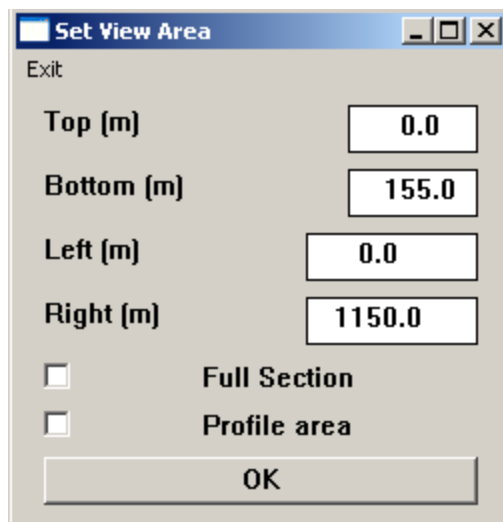 Set View Area
Exit
Top (m) 0.0
Bottom (m) 155.0
Left (m) 0.0
Right (m) 1150.0
Full Section
Profile area
OK